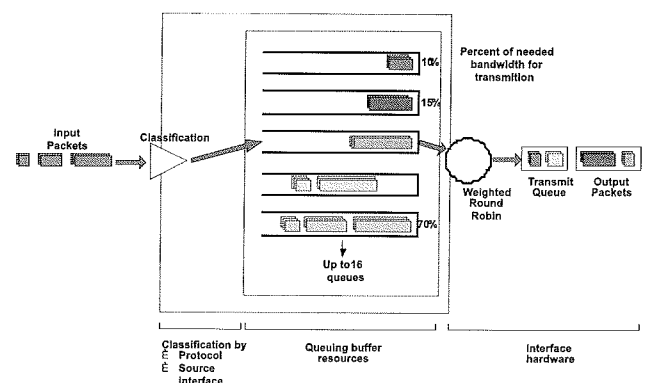 10%
Percent of needed
bandwidth for
transmition
15%
Input
Packets
Classification
Transmit
Queue
Output
Packets
Weighted
Round
Robin
70%
Up to16
queues
Classification by
É Protocol
É Source
interface
Queuing buffer
resources
Interface
hardware